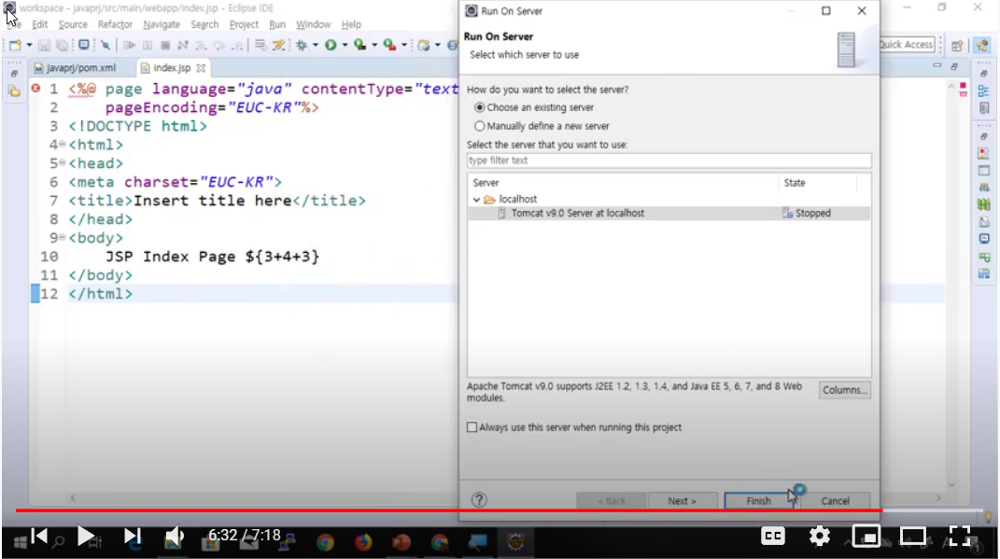 workspace - javaprj/src/main/webapp/index.jsp - Eclipse IDE
File Edit Source Refactor Navigate Search Project Run Window Help
Quick Access
javaprj/pom.xml
index.jsp
1 <%@ page language="java" contentType="text
2 pageEncoding="EUC-KR"%>
3 <!DOCTYPE html>
4 <html>
5 <head>
6 <meta charset="EUC-KR">
7 <title>Insert title here</title>
8 </head>
9 <body>
10 JSP Index Page ${3+4+3}
11 </body>
12 </html>
Run On Server
Run On Server
Select which server to use
How do you want to select the server?
Choose an existing server
Manually define a new server
Select the server that you want to use:
type filter text
Server State
localhost
Tomcat v9.0 Server at localhost Stopped
Apache Tomcat v9.0 supports J2EE 1.2, 1.3, 1.4, and Java EE 5, 6, 7, and 8 Web
modules.
Columns...
Always use this server when running this project
< Back Next > Finish Cancel
6:32 / 7:18
CC